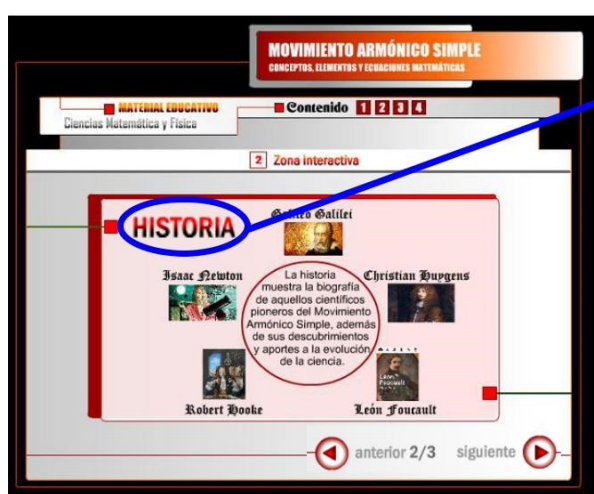 MOVIMIENTO ARMÓNICO SIMPLE
CONCEPTOS, ELEMENTOS Y ECUACIONES MATEMÁTICAS
MATERIAL EDUCATIVO
Contenido 1 2 3 4
Ciencias Matemática y Física
2 Zona interactiva
HISTORIA
Galileo Galilei
Isaac Newton
Christian Huygens
La historia
muestra la biografía
de aquellos científicos
pioneros del Movimiento
Armónico Simple, además
de sus descubrimientos
y aportes a la evolución
de la ciencia.
Léon
Foucault
Robert Hooke
León Foucault
anterior 2/3 siguiente